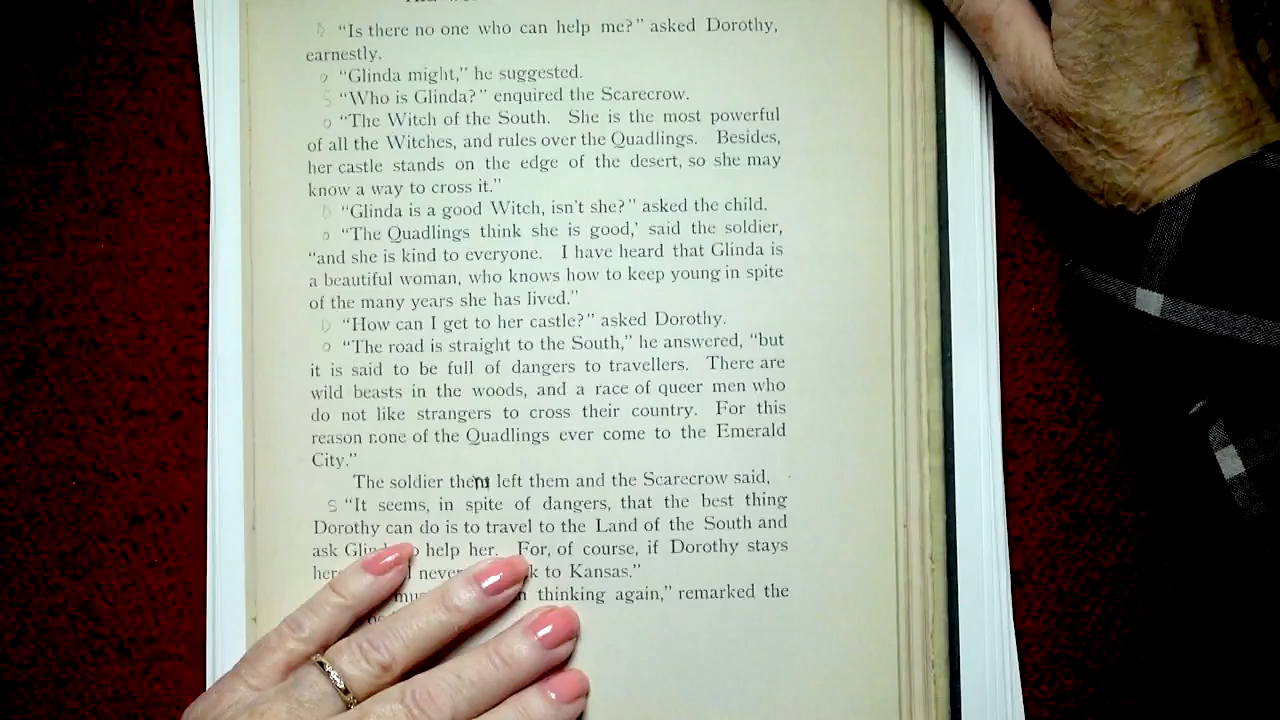 D "Is there no one who can help me?" asked Dorothy,
earnestly.
o "Glinda might," he suggested.
S "Who is Glinda?" enquired the Scarecrow.
o "The Witch of the South. She is the most powerful
of all the Witches, and rules over the Quadlings. Besides,
her castle stands on the edge of the desert, so she may
know a way to cross it."
D "Glinda is a good Witch, isn't she?" asked the child.
o "The Quadlings think she is good,' said the soldier,
"and she is kind to everyone. I have heard that Glinda is
a beautiful woman, who knows how to keep young in spite
of the many years she has lived."
D "How can I get to her castle?" asked Dorothy.
o "The road is straight to the South," he answered, "but
it is said to be full of dangers to travellers. There are
wild beasts in the woods, and a race of queer men who
do not like strangers to cross their country. For this
reason none of the Quadlings ever come to the Emerald
City."
The soldier then left them and the Scarecrow said,
S "It seems, in spite of dangers, that the best thing
Dorothy can do is to travel to the Land of the South and
ask help her. For, of course, if Dorothy stays
never to Kansas."
thinking again," remarked the